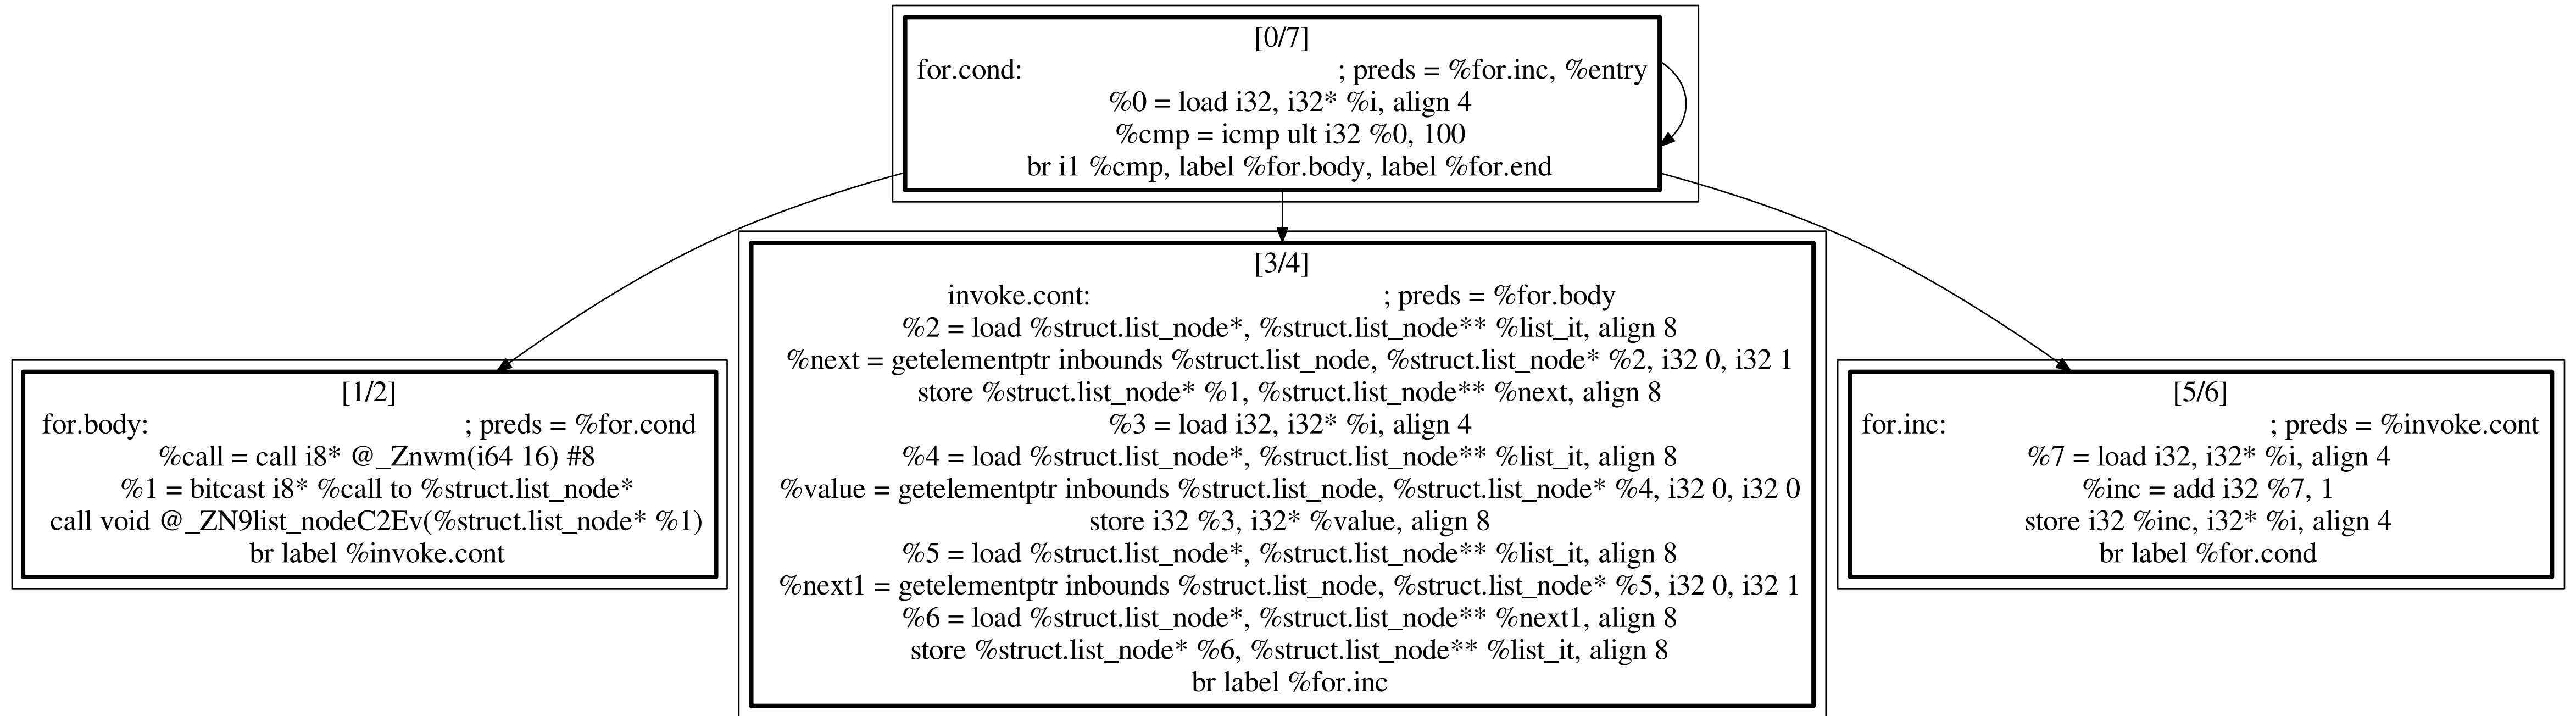 [0/7]
for.cond: ; preds = %for.inc, %entry
%0 = load i32, i32* %i, align 4
%cmp = icmp ult i32 %0, 100
br i1 %cmp, label %for.body, label %for.end
[1/2]
for.body: ; preds = %for.cond
%call = call i8* @_Znwm(i64 16) #8
%1 = bitcast i8* %call to %struct.list_node*
call void @_ZN9list_nodeC2Ev(%struct.list_node* %1)
br label %invoke.cont
[3/4]
invoke.cont: ; preds = %for.body
%2 = load %struct.list_node*, %struct.list_node** %list_it, align 8
%next = getelementptr inbounds %struct.list_node, %struct.list_node* %2, i32 0, i32 1
store %struct.list_node* %1, %struct.list_node** %next, align 8
%3 = load i32, i32* %i, align 4
%4 = load %struct.list_node*, %struct.list_node** %list_it, align 8
%value = getelementptr inbounds %struct.list_node, %struct.list_node* %4, i32 0, i32 0
store i32 %3, i32* %value, align 8
%5 = load %struct.list_node*, %struct.list_node** %list_it, align 8
%next1 = getelementptr inbounds %struct.list_node, %struct.list_node* %5, i32 0, i32 1
%6 = load %struct.list_node*, %struct.list_node** %next1, align 8
store %struct.list_node* %6, %struct.list_node** %list_it, align 8
br label %for.inc
[5/6]
for.inc: ; preds = %invoke.cont
%7 = load i32, i32* %i, align 4
%inc = add i32 %7, 1
store i32 %inc, i32* %i, align 4
br label %for.cond